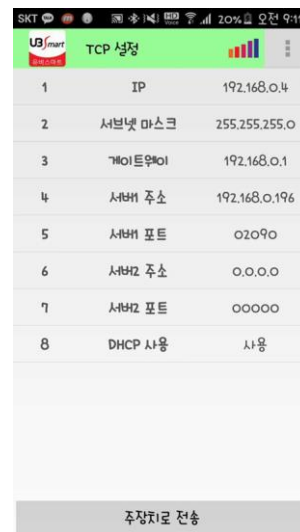 SKT HD Voice 20% 오전 9:19
UBSmart 유비스마트 TCP 설정
1 IP 192.168.0.4
2 서브넷 마스크 255.255.255.0
3 게이트웨이 192.168.0.1
4 서버1 주소 192.168.0.196
5 서버1 포트 02090
6 서버2 주소 0.0.0.0
7 서버2 포트 00000
8 DHCP 사용 사용
주장치로 전송